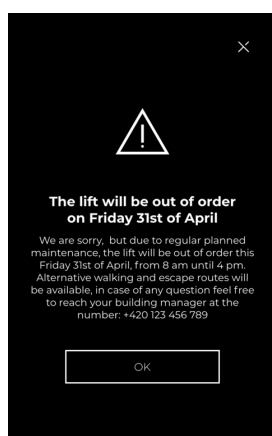 The lift will be out of order
on Friday 31st of April
We are sorry, but due to regular planned
maintenance, the lift will be out of order this
Friday 31st of April, from 8 am until 4 pm.
Alternative walking and escape routes will
be available, in case of any question feel free
to reach your building manager at the
number: +420 123 456 789
OK